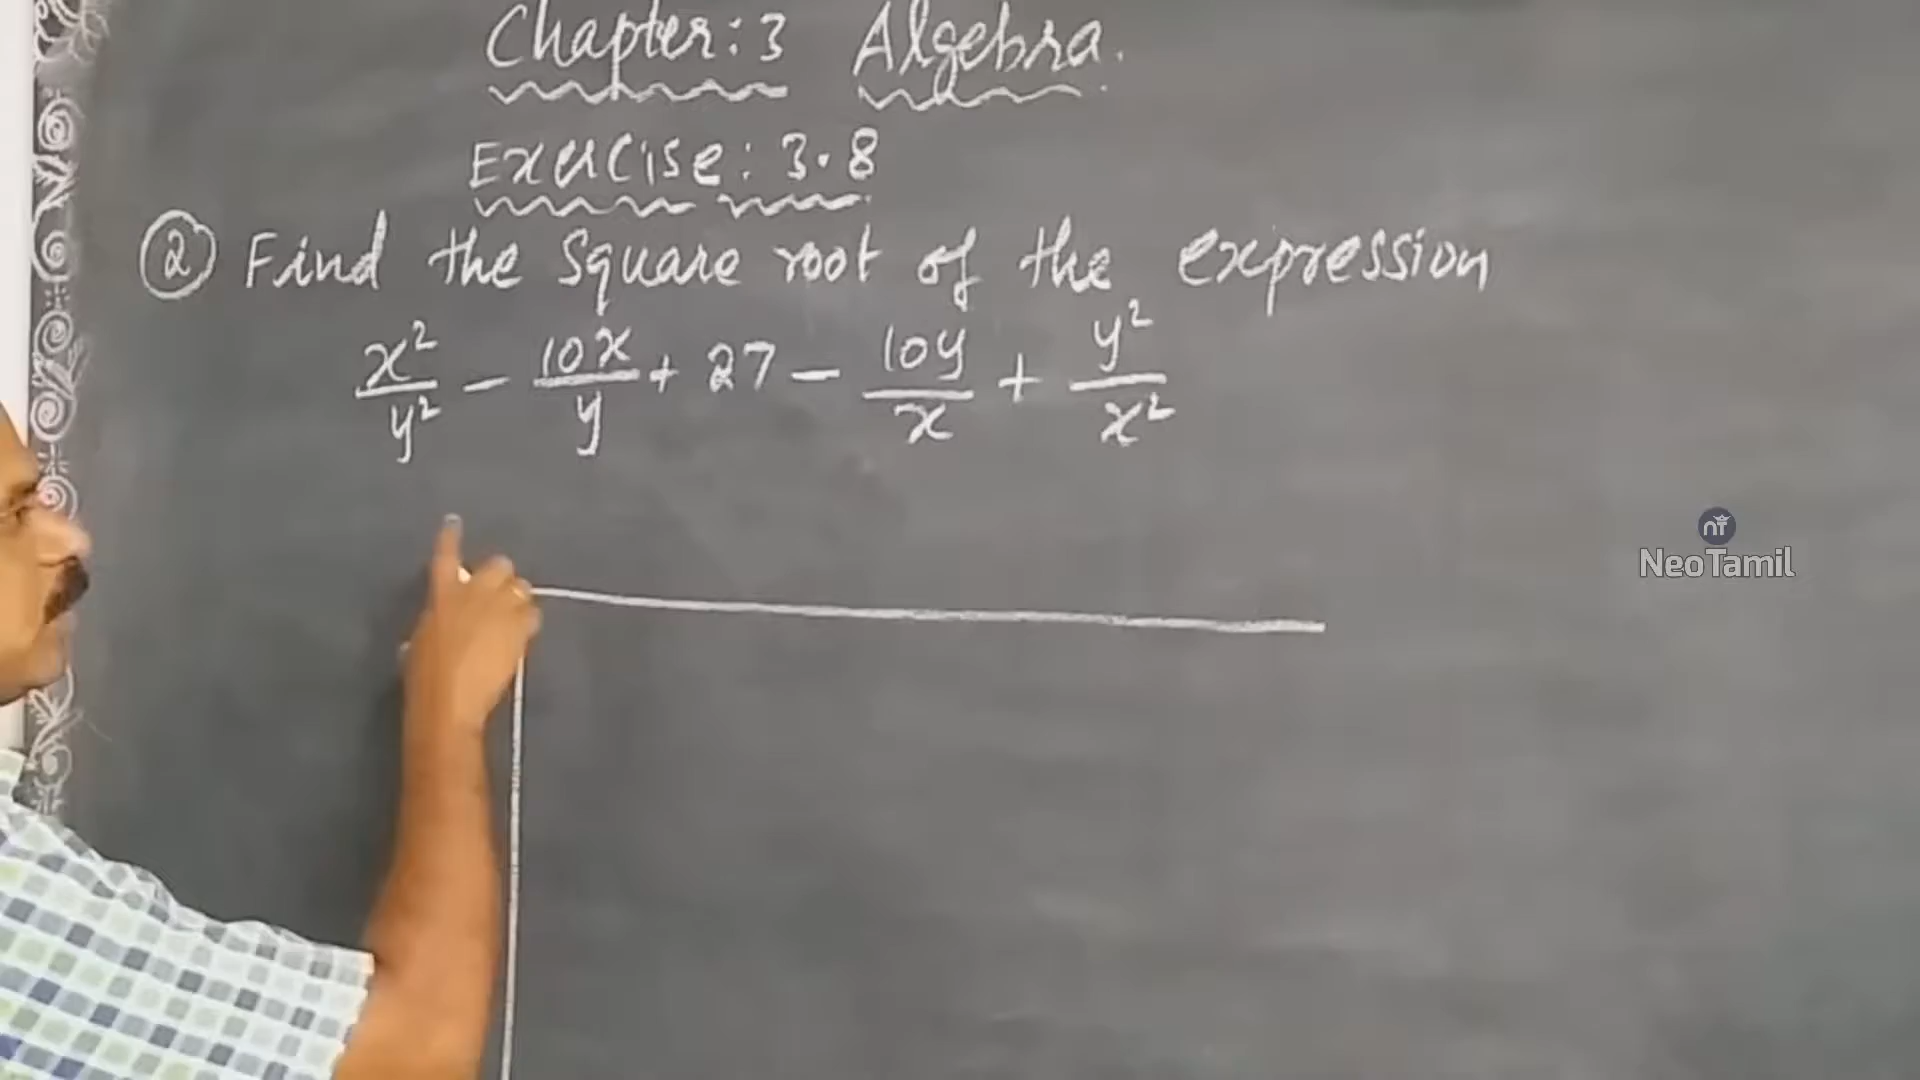 Chapter: 3 Algebra.
Exercise: 3.8
② Find the Square root of the expression
x²/y² - 10x/y + 27 - 10y/x + y²/x²
nT
NeoTamil